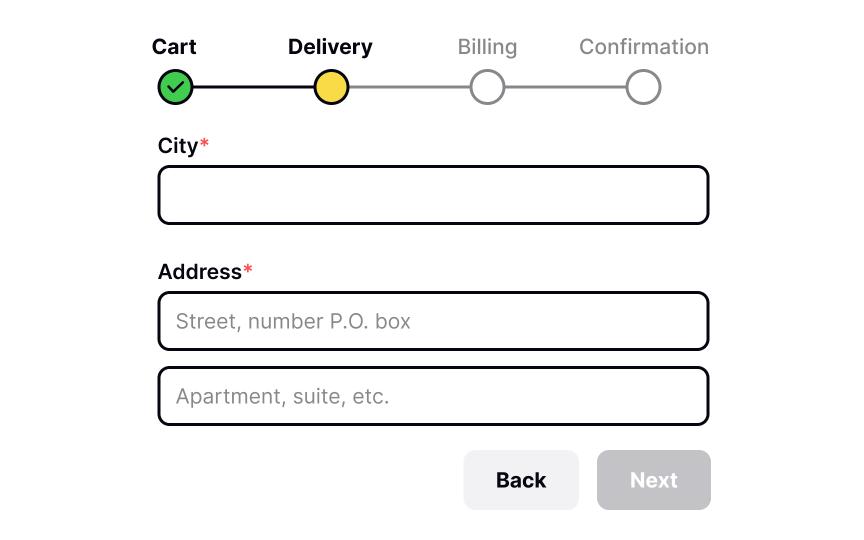 Cart Delivery Billing Confirmation
City*
Address*
Street, number P.O. box
Apartment, suite, etc.
Back Next